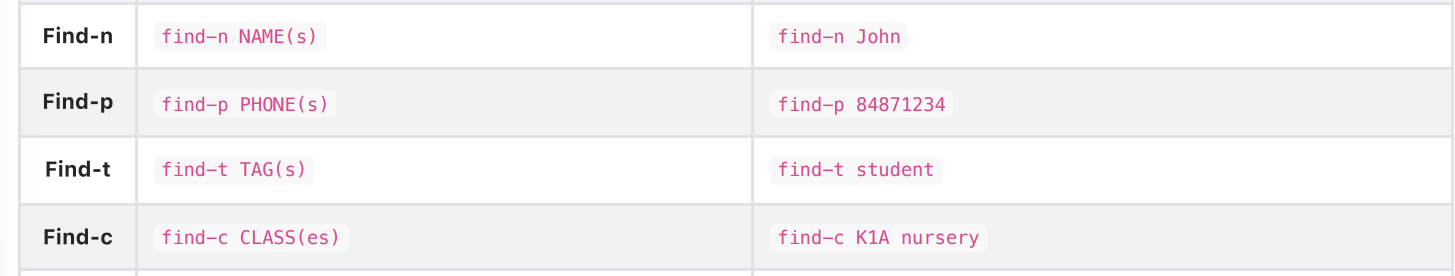 Find-n find-n NAME(s) find-n John
Find-p find-p PHONE(s) find-p 84871234
Find-t find-t TAG(s) find-t student
Find-c find-c CLASS(es) find-c K1A nursery